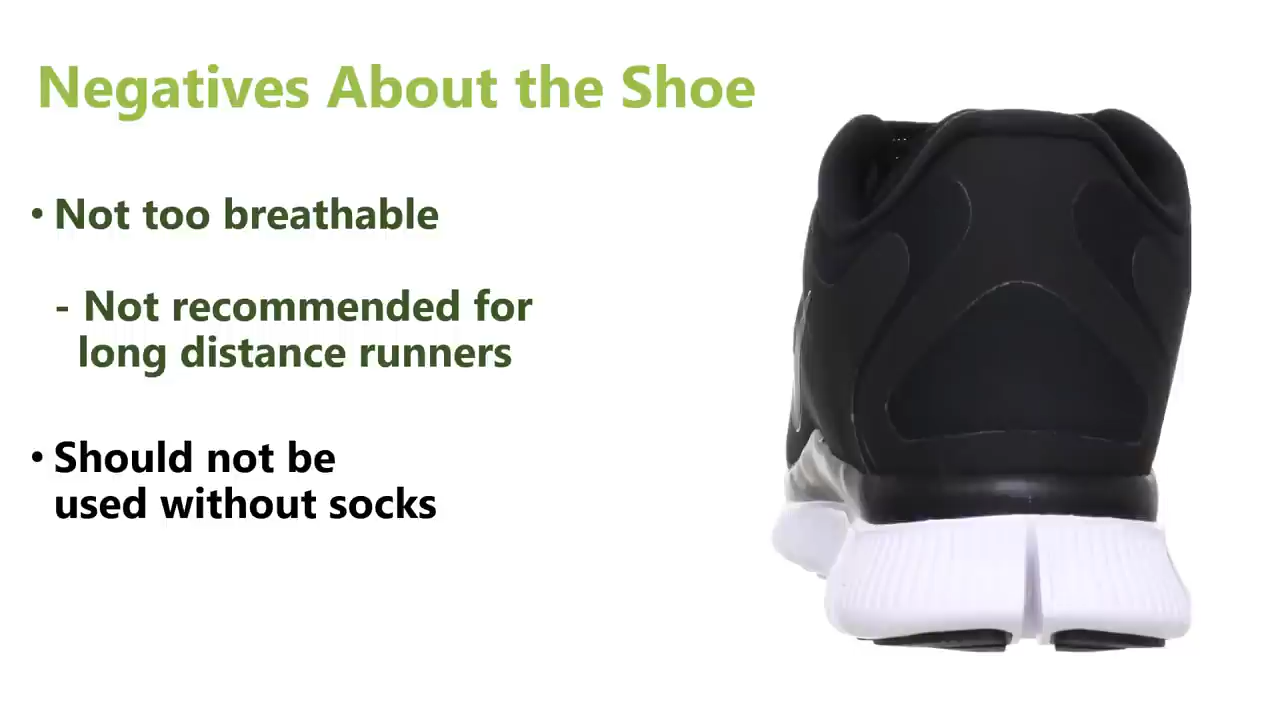 Negatives About the Shoe
• Not too breathable
- Not recommended for
long distance runners
• Should not be
used without socks